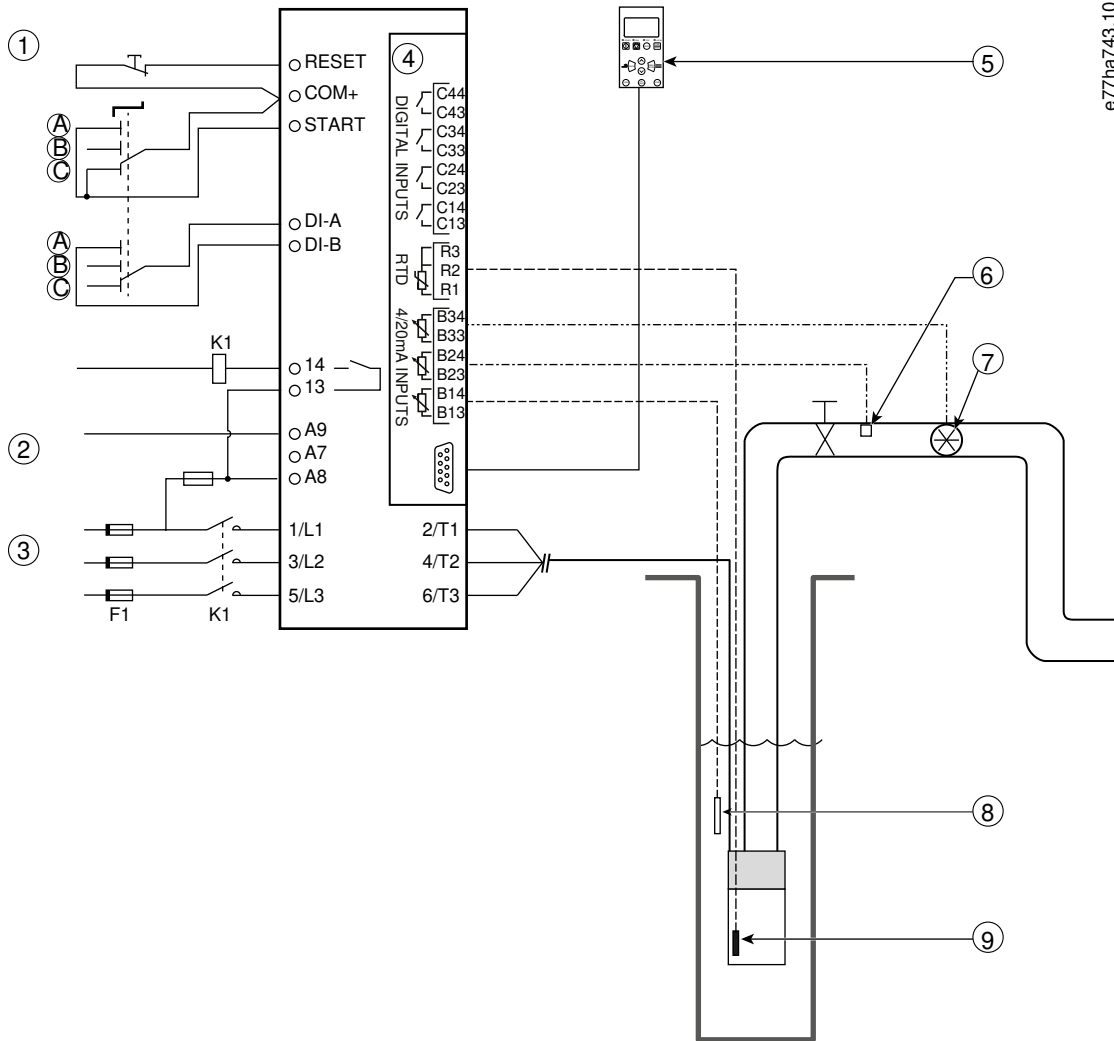 e77ha743.10
1
4
5
RESET
COM+
START
A
B
C
DI-A
DI-B
A
B
C
C44
C43
C34
C33
C24
C23
C14
C13
DIGITAL INPUTS
R3
R2
R1
RTD
B34
B33
B24
B23
B14
B13
4/20mA INPUTS
6
7
K1
14
13
2
A9
A7
A8
3
1/L1
3/L2
5/L3
2/T1
4/T2
6/T3
F1
K1
8
9